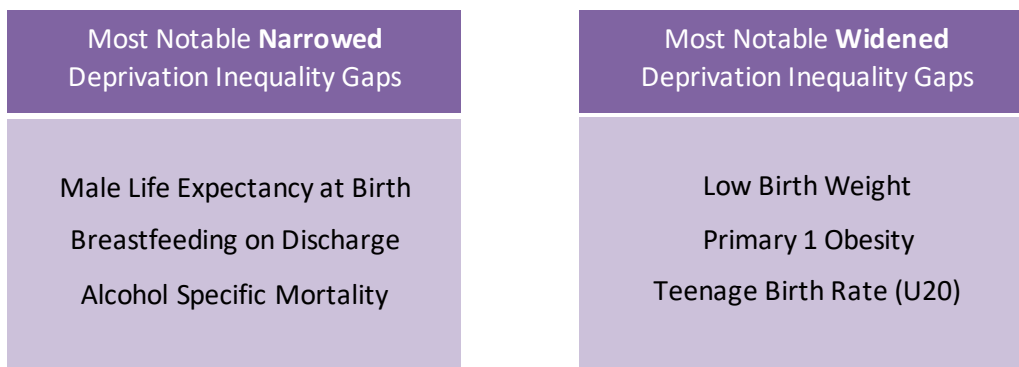 Most Notable Narrowed
Deprivation Inequality Gaps
Male Life Expectancy at Birth
Breastfeeding on Discharge
Alcohol Specific Mortality
Most Notable Widened
Deprivation Inequality Gaps
Low Birth Weight
Primary 1 Obesity
Teenage Birth Rate (U20)